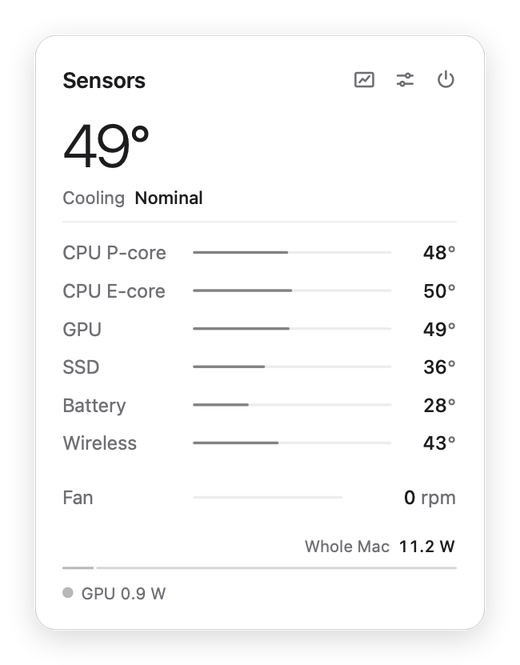 Sensors
49°
Cooling Nominal
CPU P-core 48°
CPU E-core 50°
GPU 49°
SSD 36°
Battery 28°
Wireless 43°
Fan 0 rpm
Whole Mac 11.2 W
GPU 0.9 W